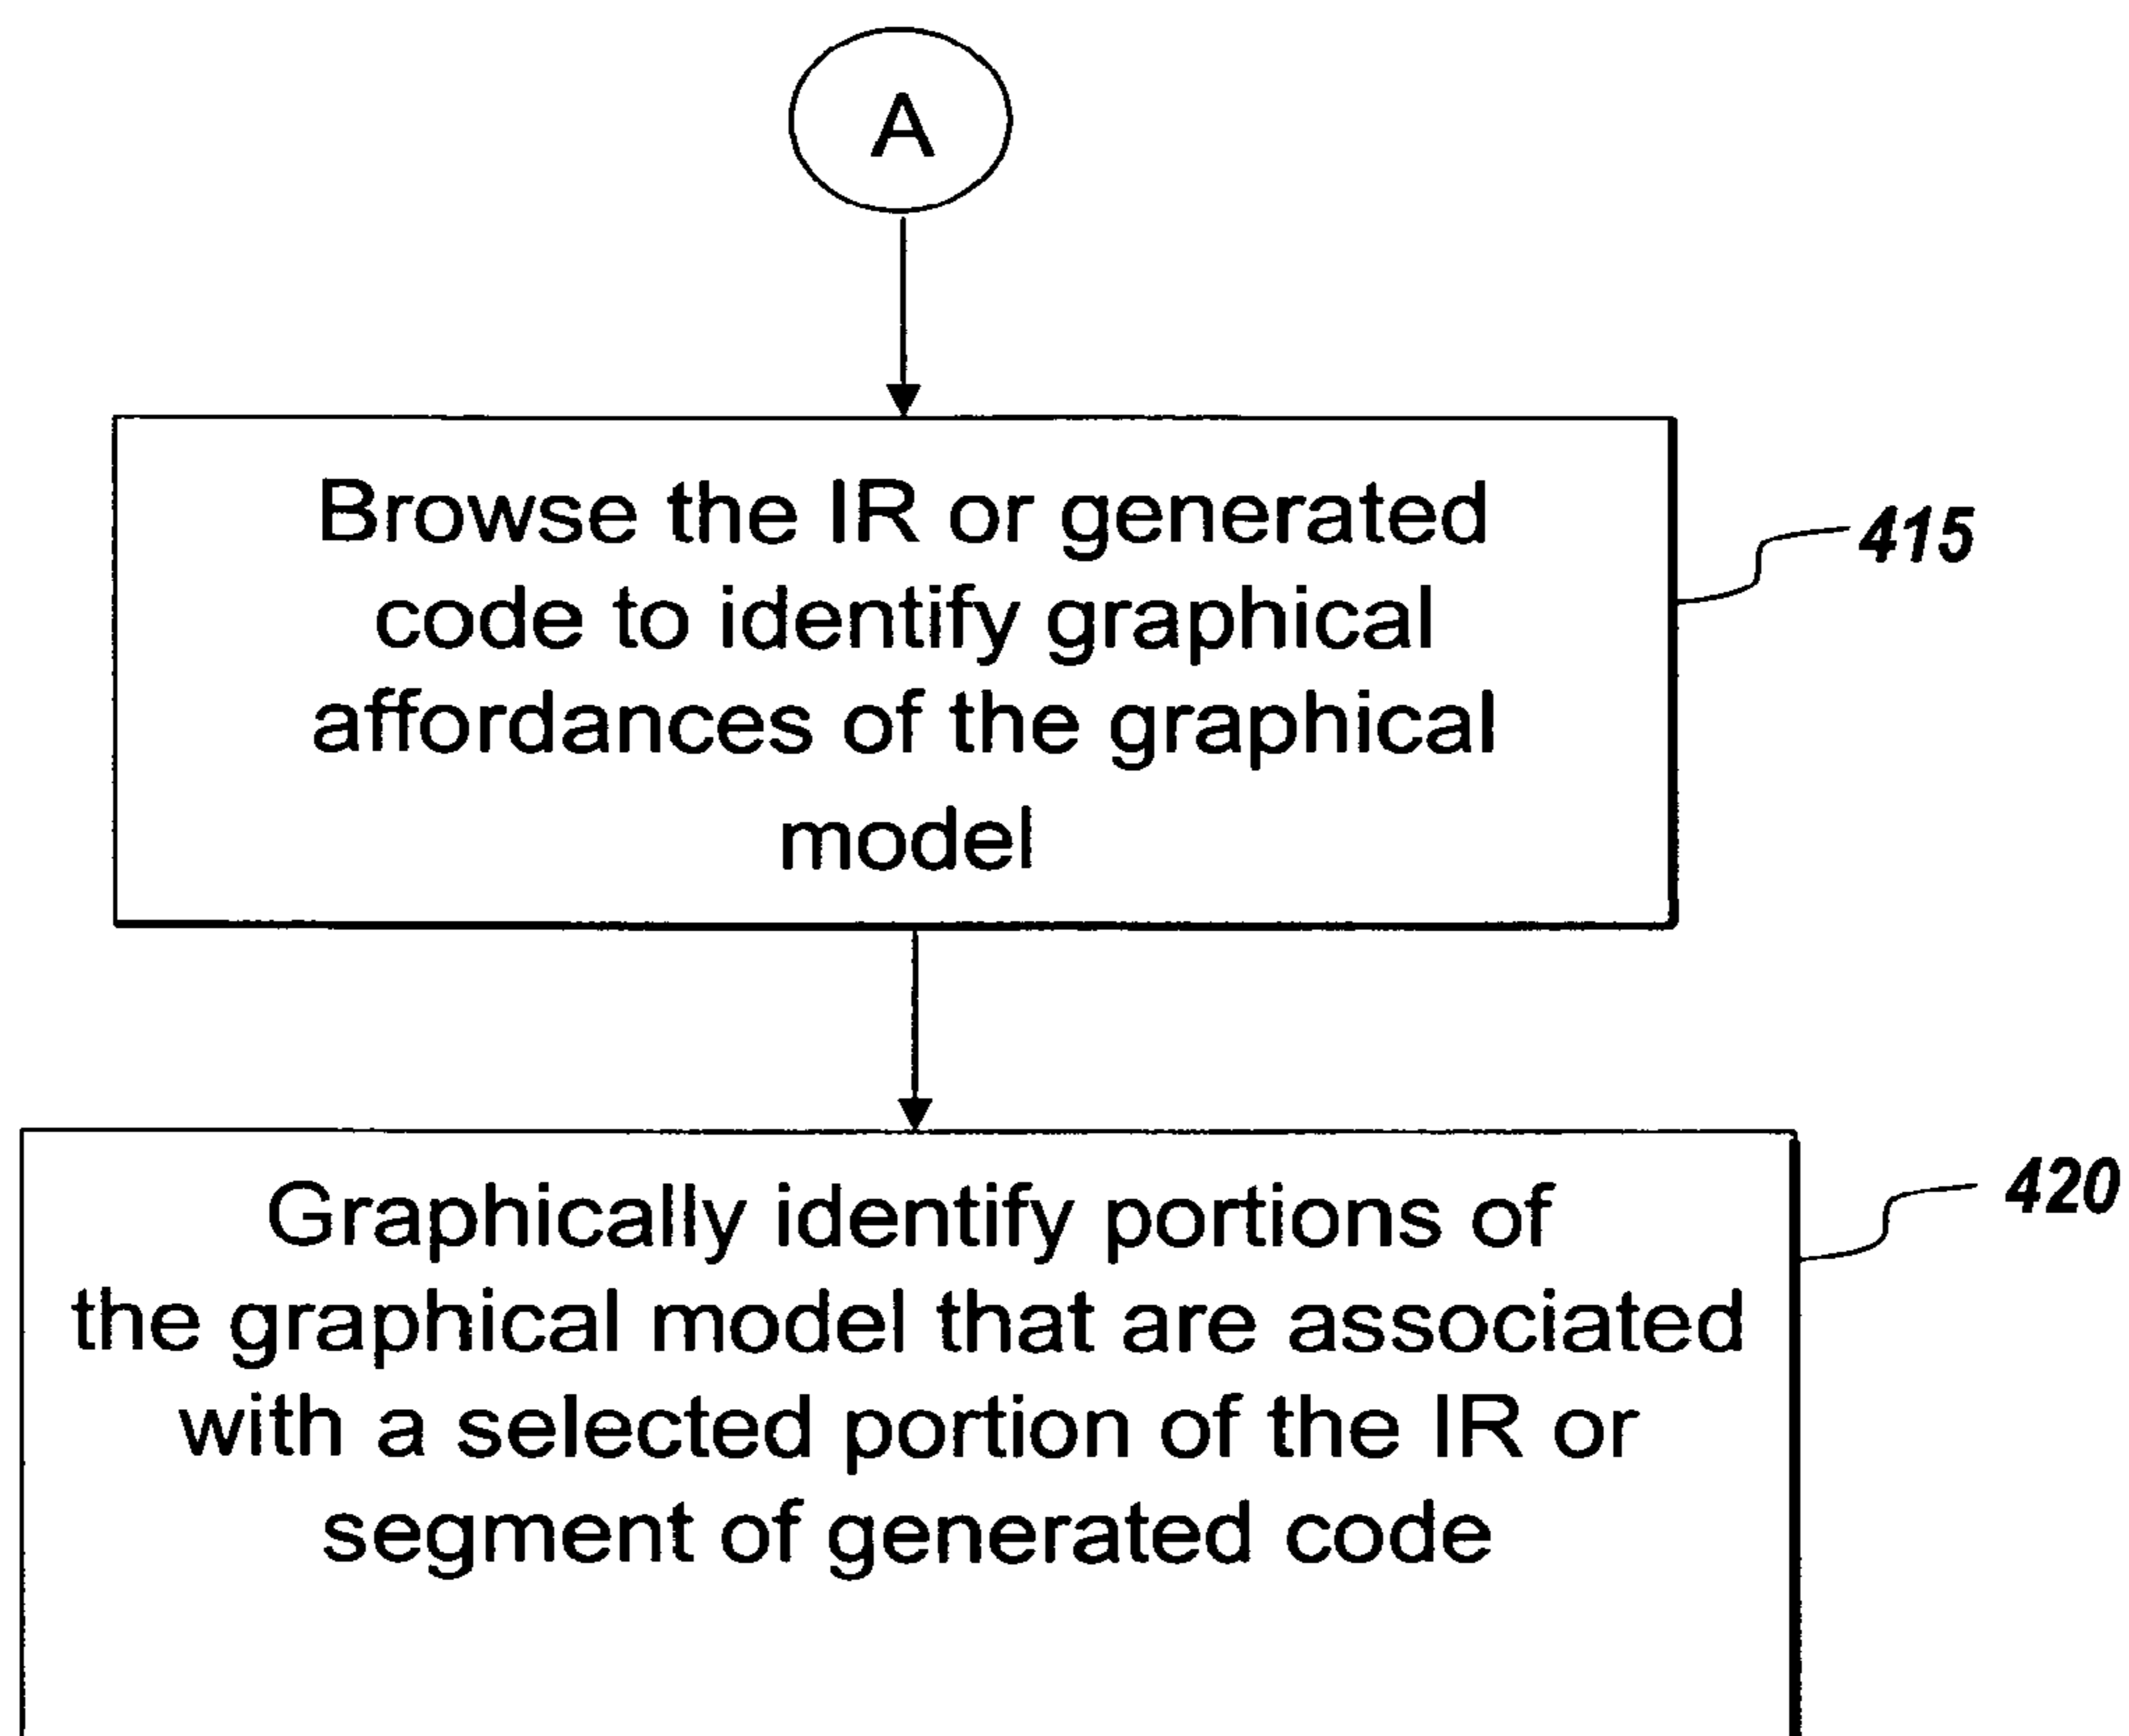 A
Browse the IR or generated
code to identify graphical
affordances of the graphical
model
415
Graphically identify portions of
the graphical model that are associated
with a selected portion of the IR or
segment of generated code
420